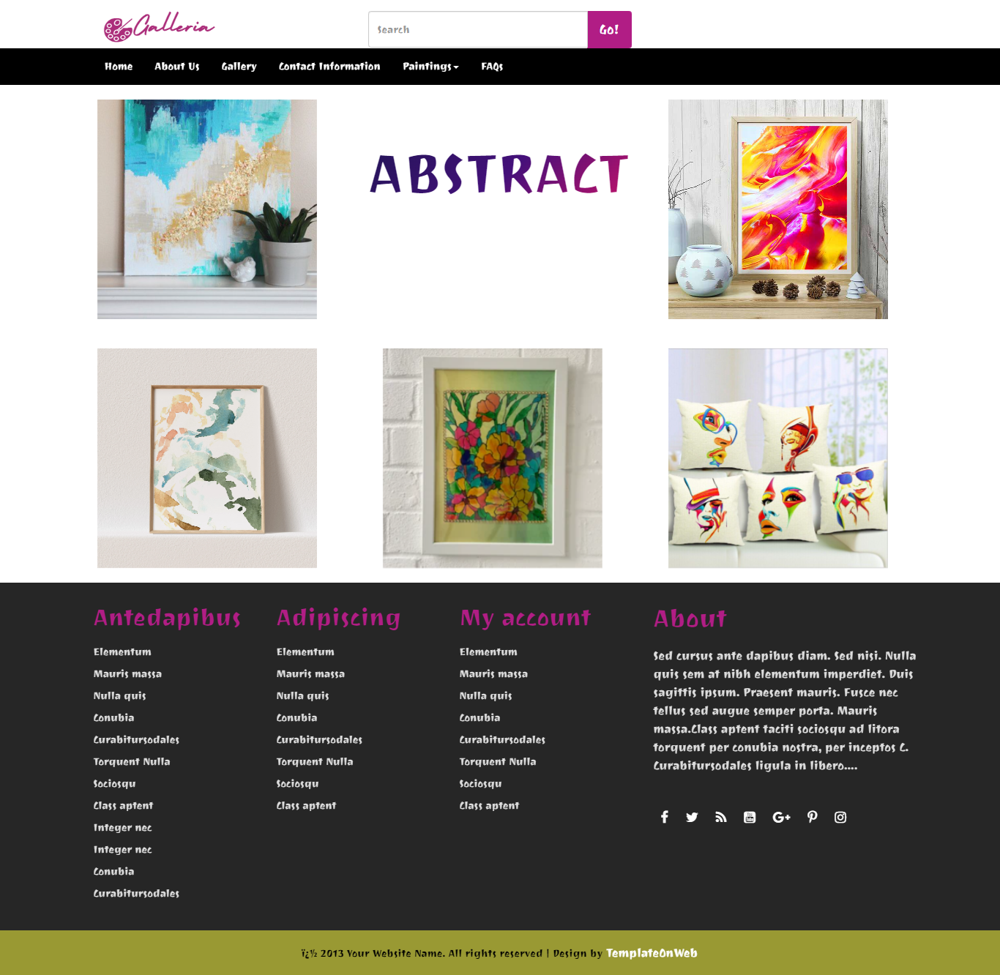 Galleria
Search
Go!
Home
About Us
Gallery
Contact Information
Paintings
FAQs
ABSTRACT
Antedapibus
Elementum
Mauris massa
Nulla quis
Conubia
Curabitursodales
Torquent Nulla
Sociosqu
Class aptent
Integer nec
Integer nec
Conubia
Curabitursodales
Adipiscing
Elementum
Mauris massa
Nulla quis
Conubia
Curabitursodales
Torquent Nulla
Sociosqu
Class aptent
My account
Elementum
Mauris massa
Nulla quis
Conubia
Curabitursodales
Torquent Nulla
Sociosqu
Class aptent
About
Sed cursus ante dapibus diam. Sed nisi. Nulla
quis sem at nibh elementum imperdiet. Duis
sagittis ipsum. Praesent mauris. Fusce nec
tellus sed augue semper porta. Mauris
massa.Class aptent taciti sociosqu ad litora
torquent per conubia nostra, per inceptos C.
Curabitursodales ligula in libero....
ï¿½ 2013 Your Website Name. All rights reserved | Design by TemplateOnWeb